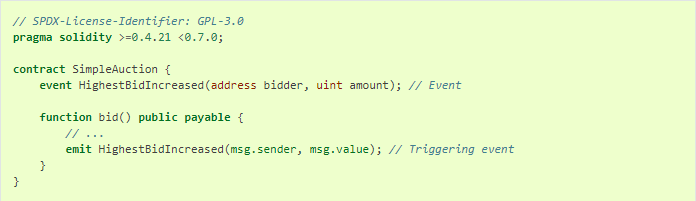 // SPDX-License-Identifier: GPL-3.0
pragma solidity >=0.4.21 <0.7.0;

contract SimpleAuction {
    event HighestBidIncreased(address bidder, uint amount); // Event

    function bid() public payable {
        // ...
        emit HighestBidIncreased(msg.sender, msg.value); // Triggering event
    }
}